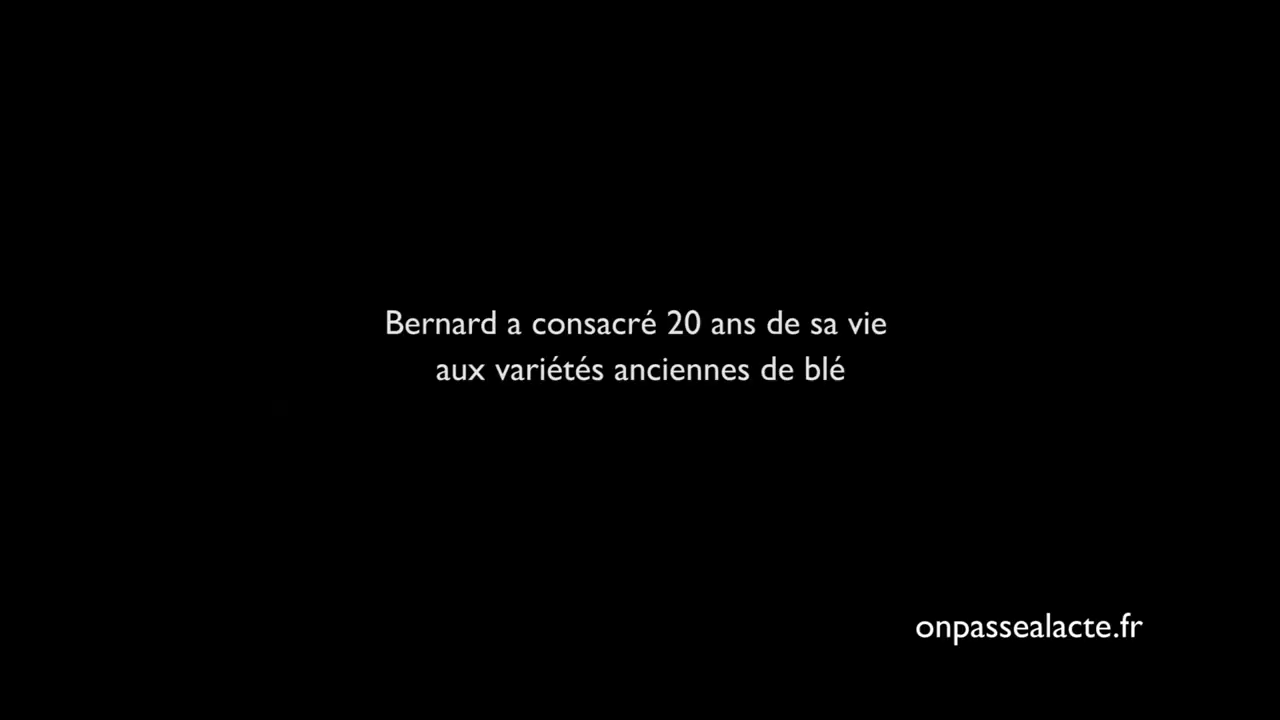 Bernard a consacré 20 ans de sa vie
aux variétés anciennes de blé
onpassealacte.fr